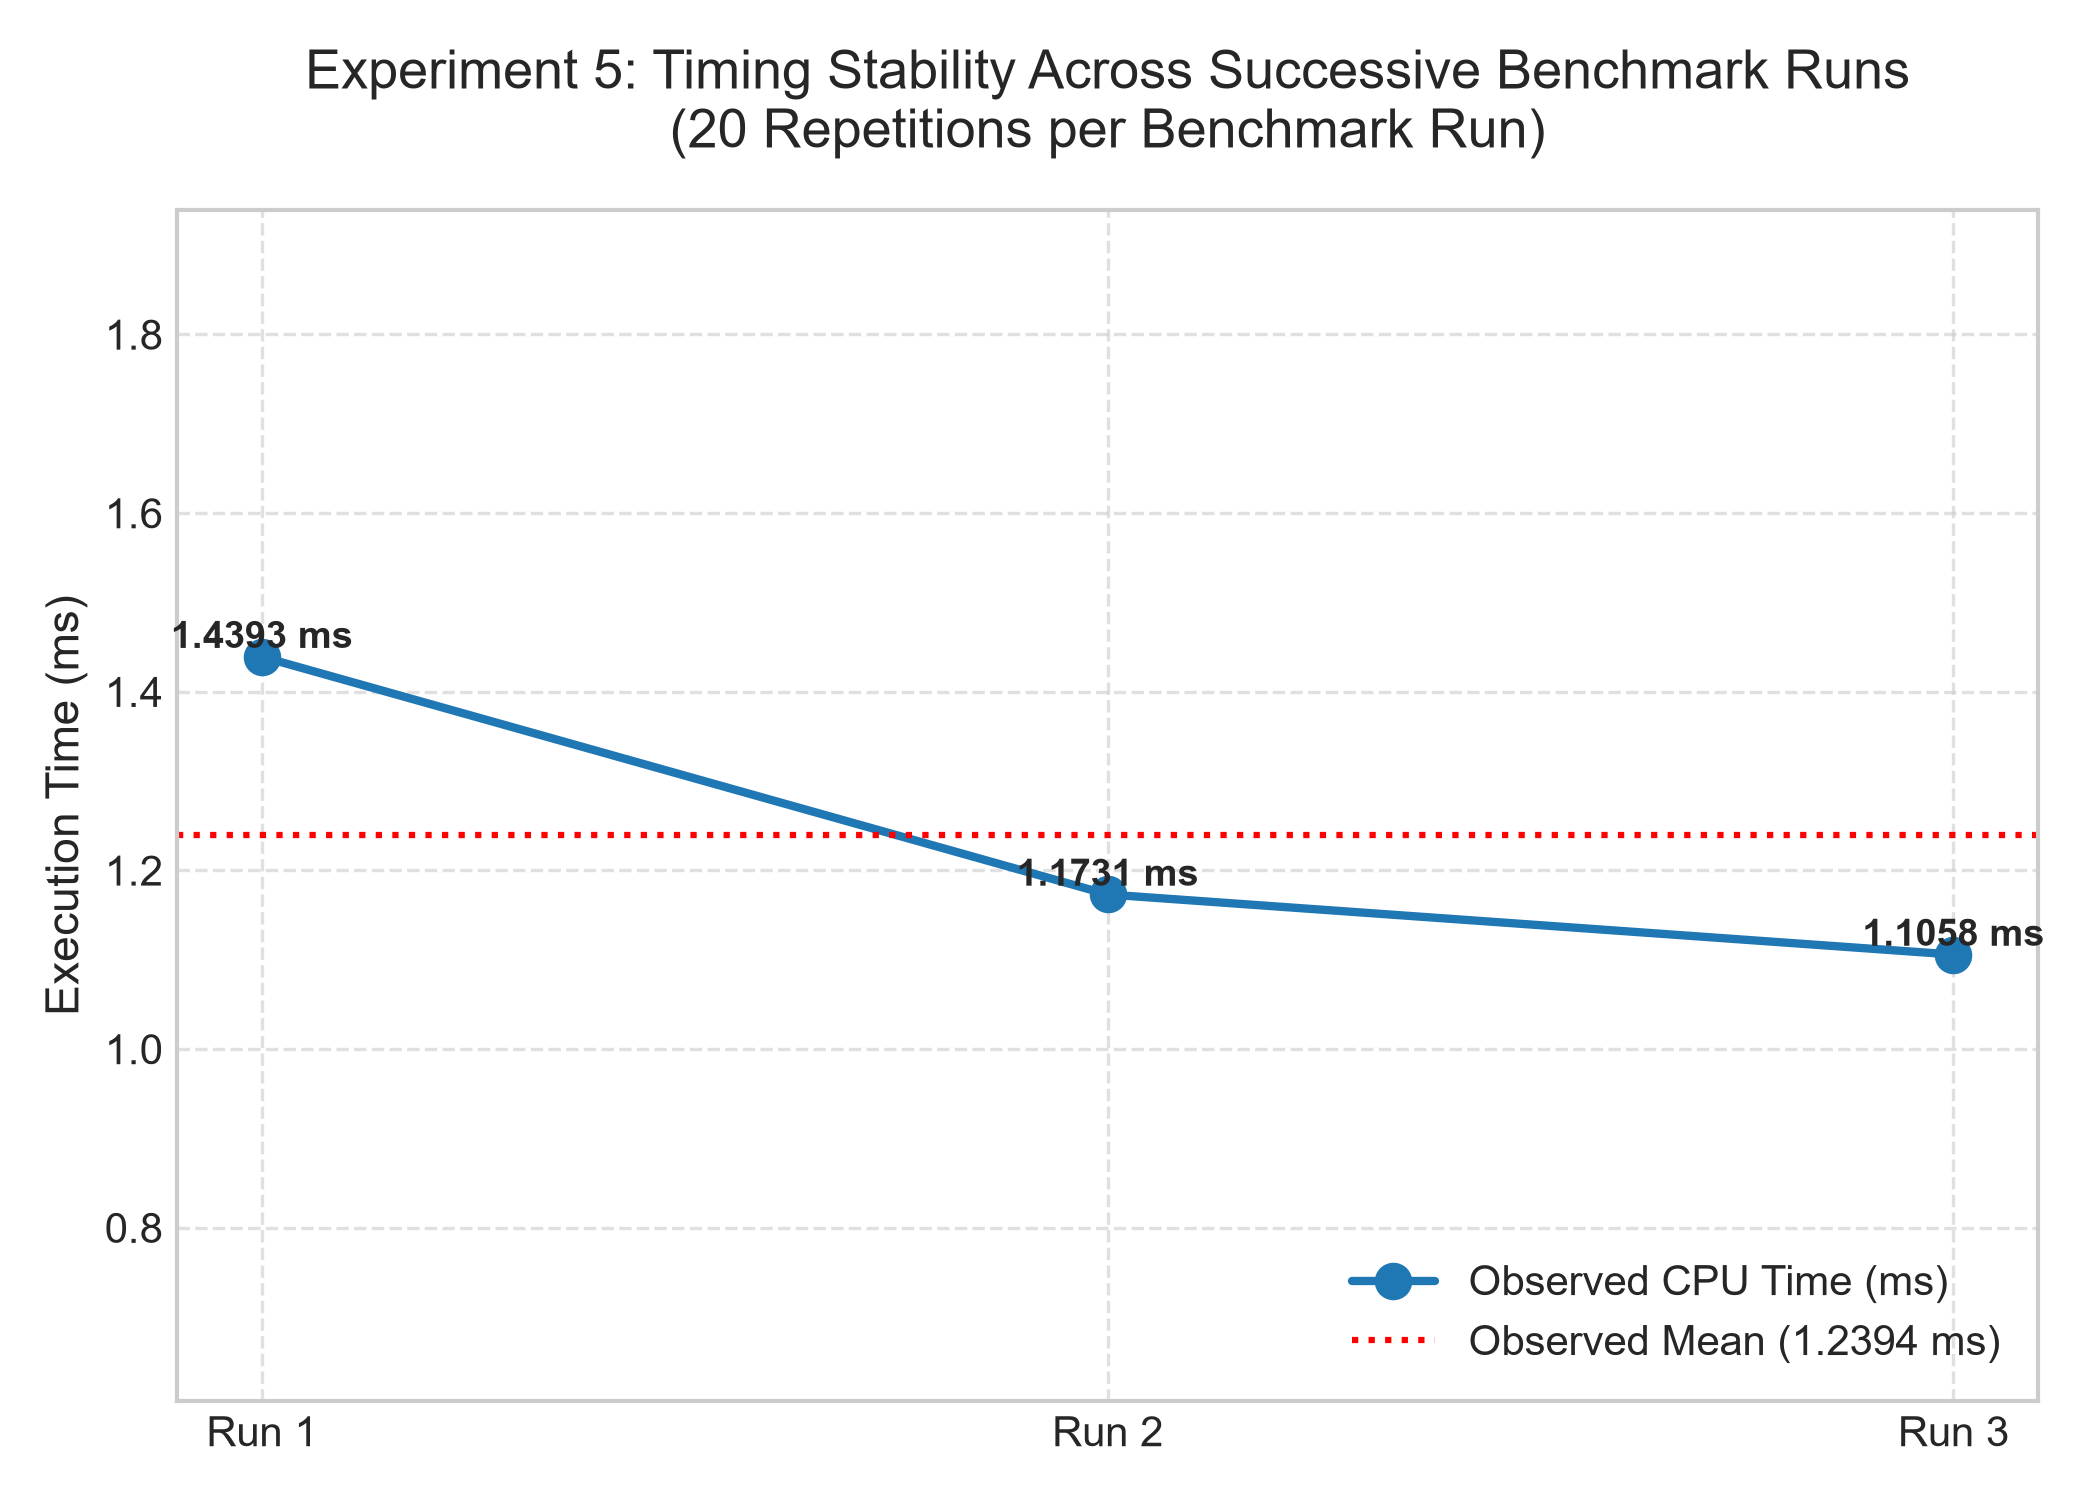 Experiment 5: Timing Stability Across Successive Benchmark Runs
(20 Repetitions per Benchmark Run)
Execution Time (ms)
1.8
1.6
1.4
1.2
1.0
0.8
1.4393 ms
1.1731 ms
1.1058 ms
Observed CPU Time (ms)
Observed Mean (1.2394 ms)
Run 1
Run 2
Run 3